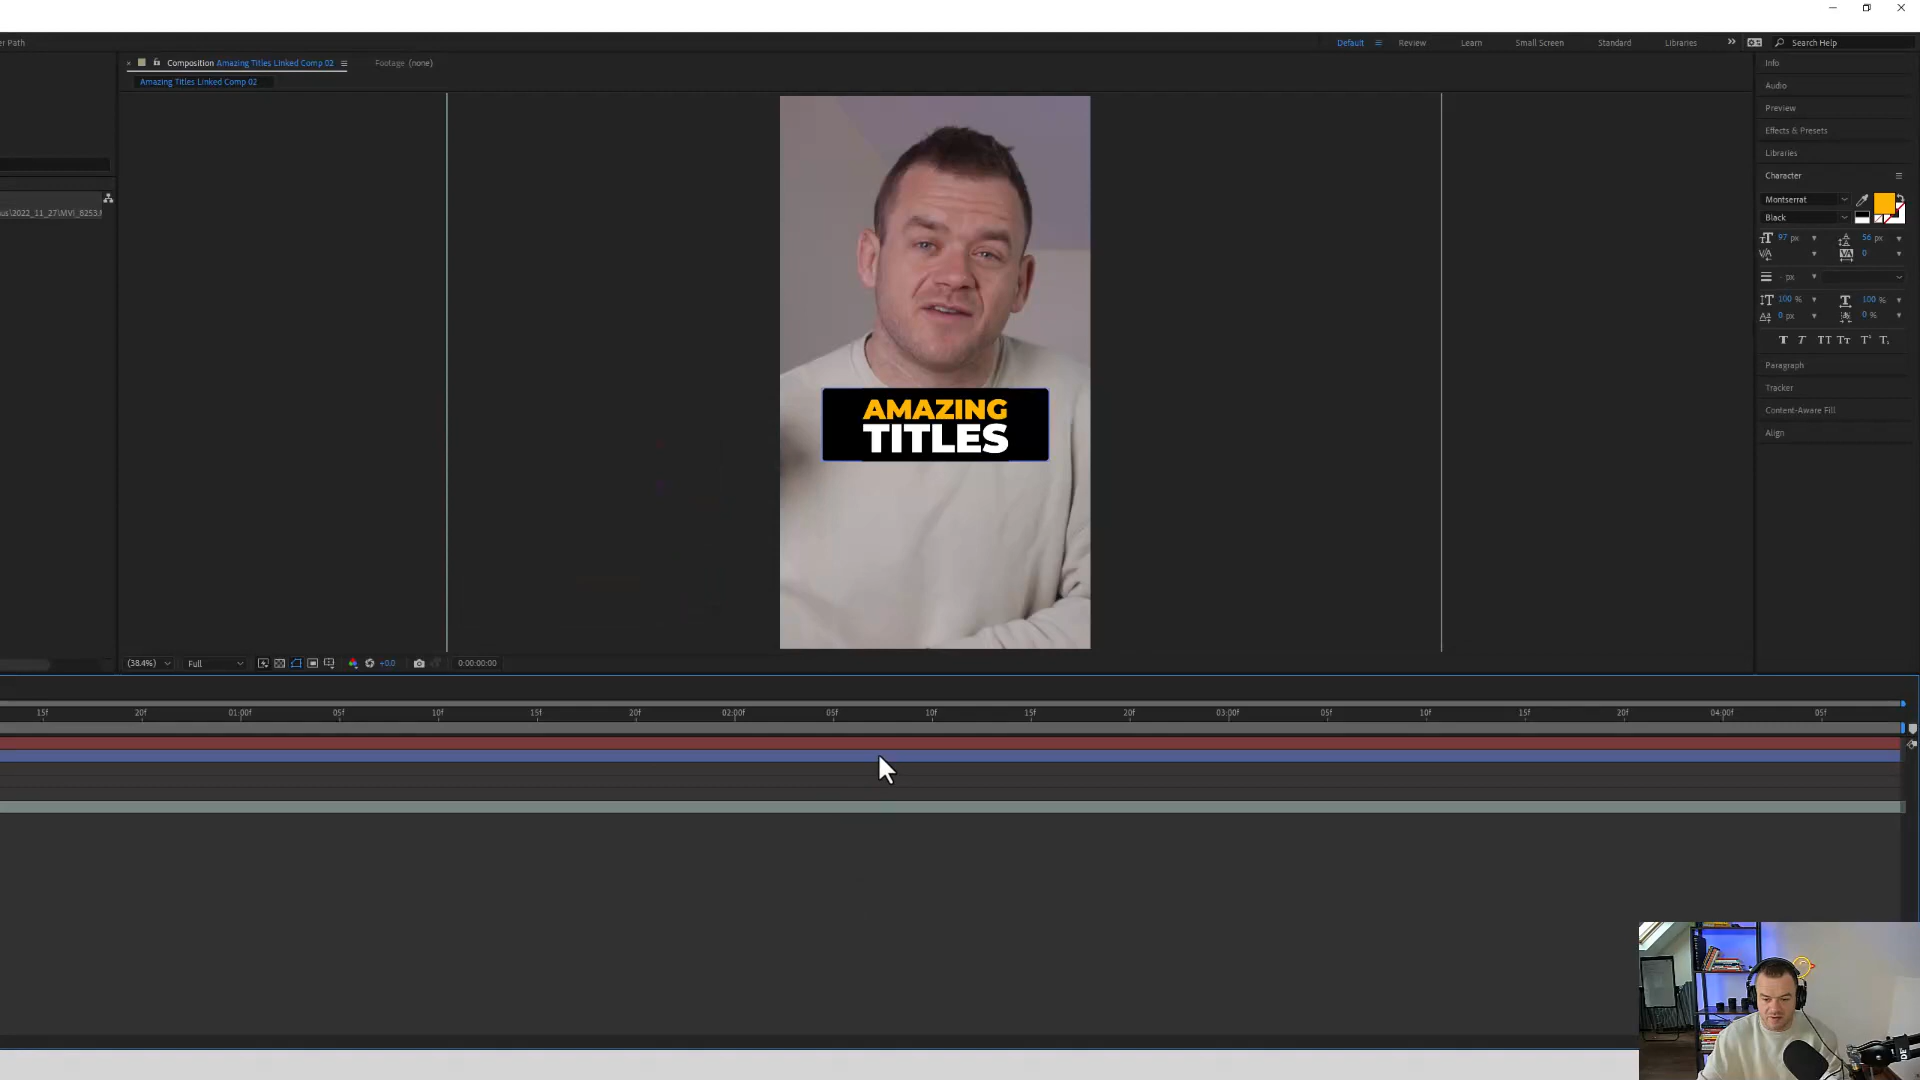 er Path
Default
Review
Learn
Small Screen
Standard
Libraries
Search Help
Composition Amazing Titles Linked Comp 02
Footage (none)
Amazing Titles Linked Comp 02
Info
Audio
Preview
Effects & Presets
Libraries
Character
Montserrat
Black
97 px
56 px
0
- px
100 %
100 %
0 px
0 %
Paragraph
Tracker
Content-Aware Fill
Align
us\2022_11_27\MVI_8253.
AMAZING
TITLES
(38.4%)
Full
+0.0
0:00:00:00
15f 20f 01:00f 05f 10f 15f 20f 02:00f 05f 10f 15f 20f 03:00f 05f 10f 15f 20f 04:00f 05f